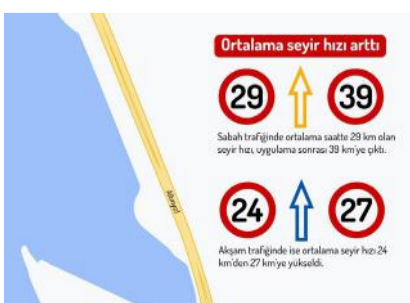 Ortalama seyir hızı arttı
29 39
Sabah trafiğinde ortalama saatte 29 km olan
seyir hızı, uygulama sonrası 39 km'ye çıktı.
24 27
Akşam trafiğinde ise ortalama seyir hızı 24
km'den 27 km'ye yükseldi.